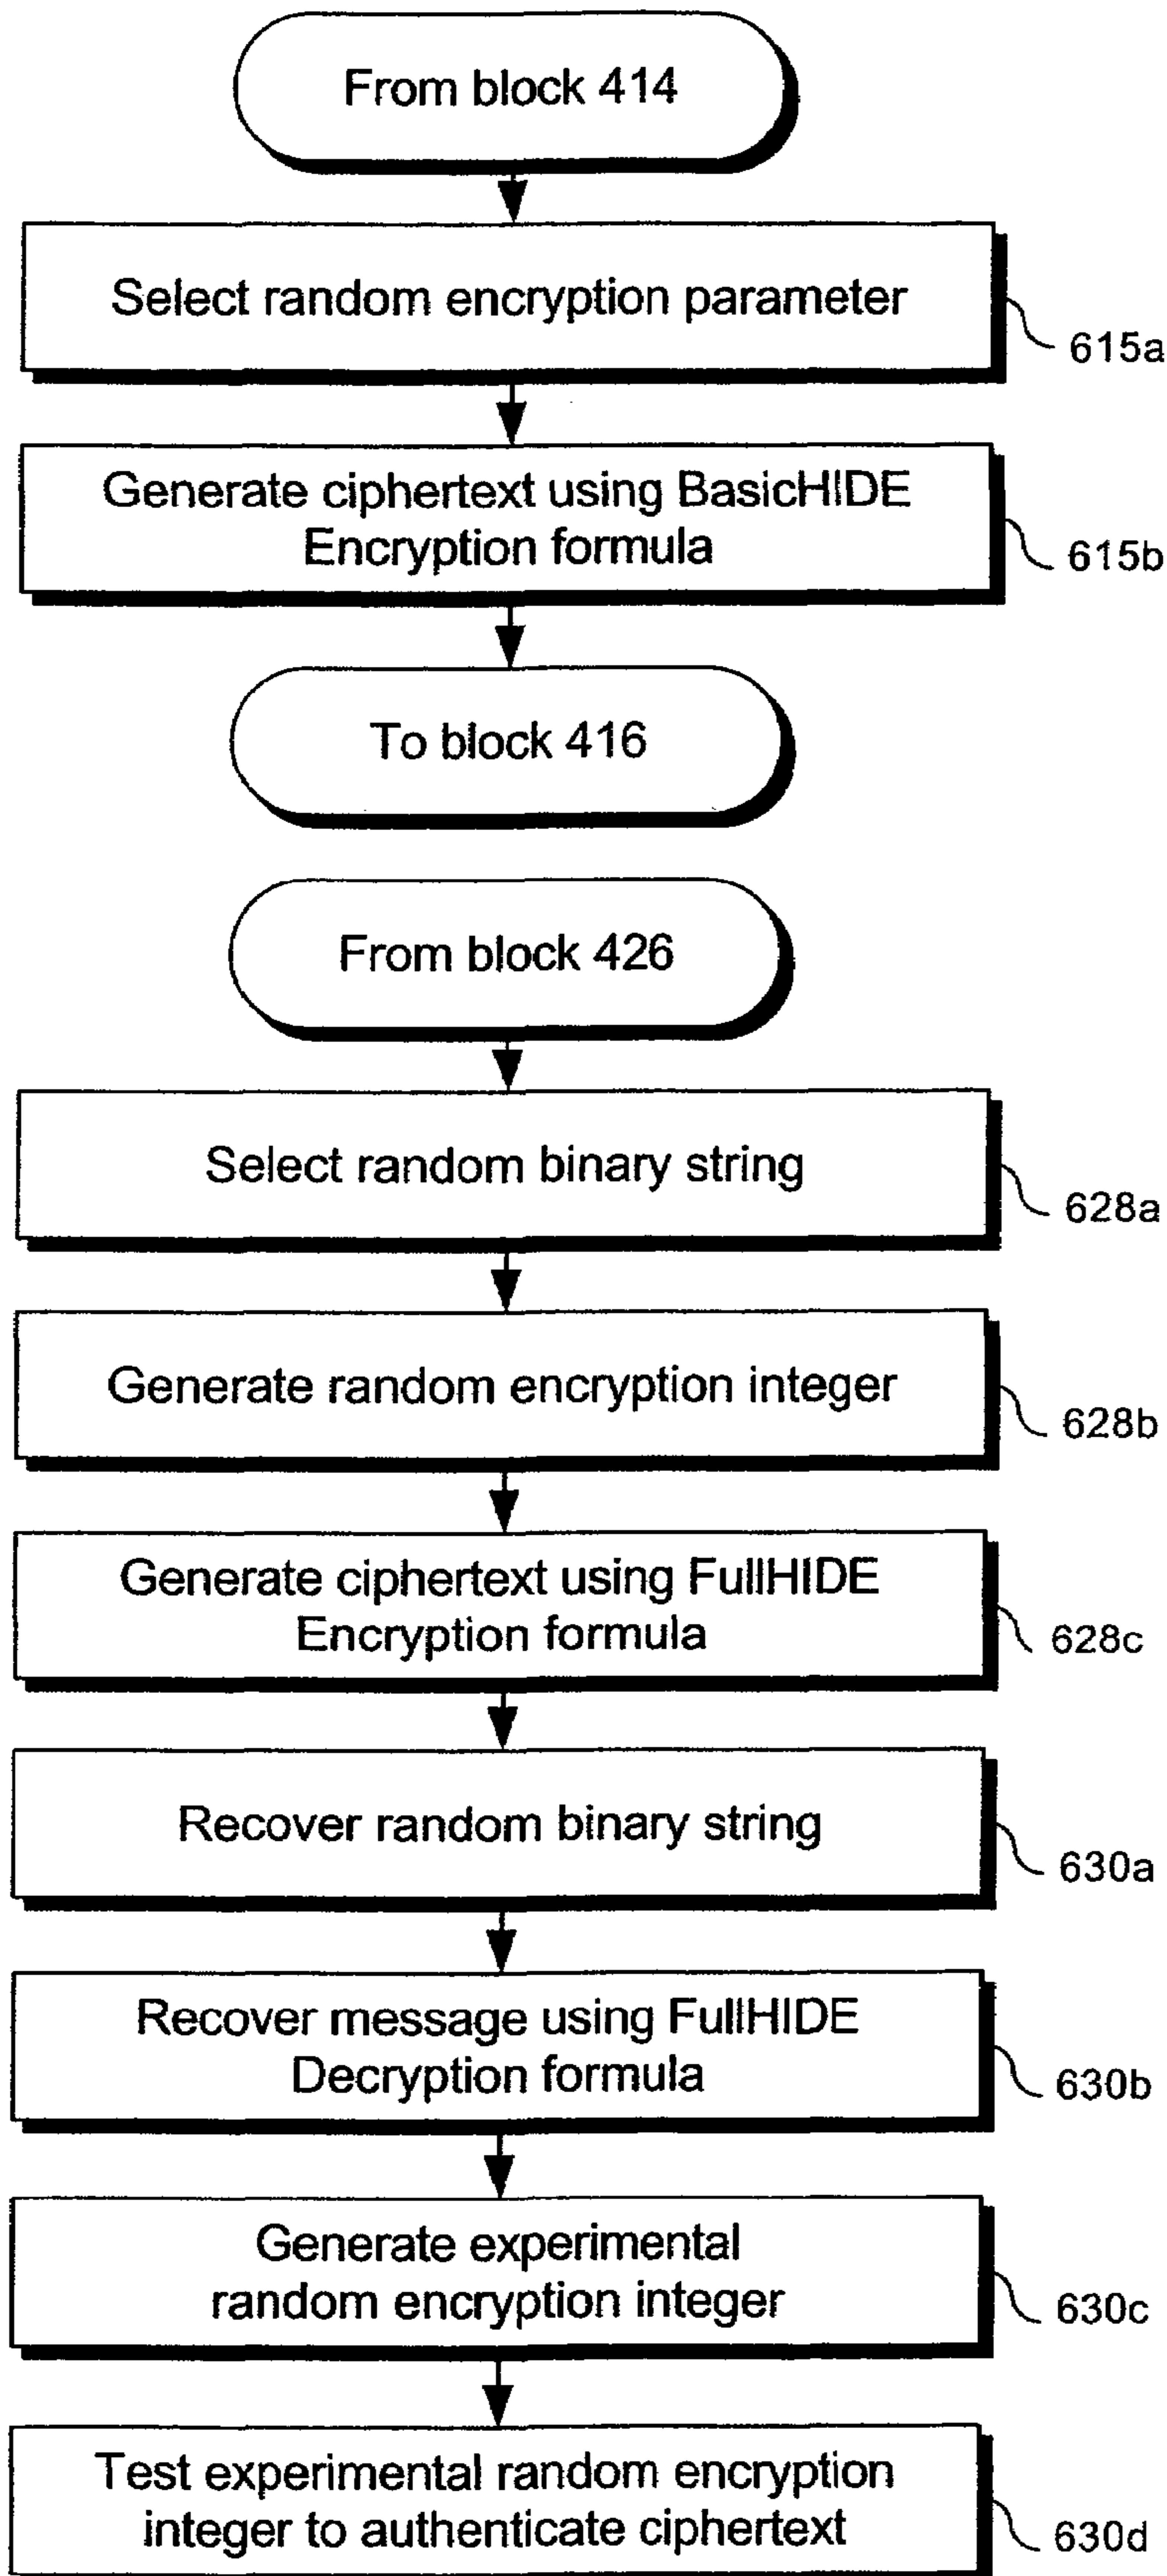 From block 414
Select random encryption parameter
615a
Generate ciphertext using BasicHIDE
Encryption formula
615b
To block 416
From block 426
Select random binary string
628a
Generate random encryption integer
628b
Generate ciphertext using FullHIDE
Encryption formula
628c
Recover random binary string
630a
Recover message using FullHIDE
Decryption formula
630b
Generate experimental
random encryption integer
630c
Test experimental random encryption
integer to authenticate ciphertext
630d